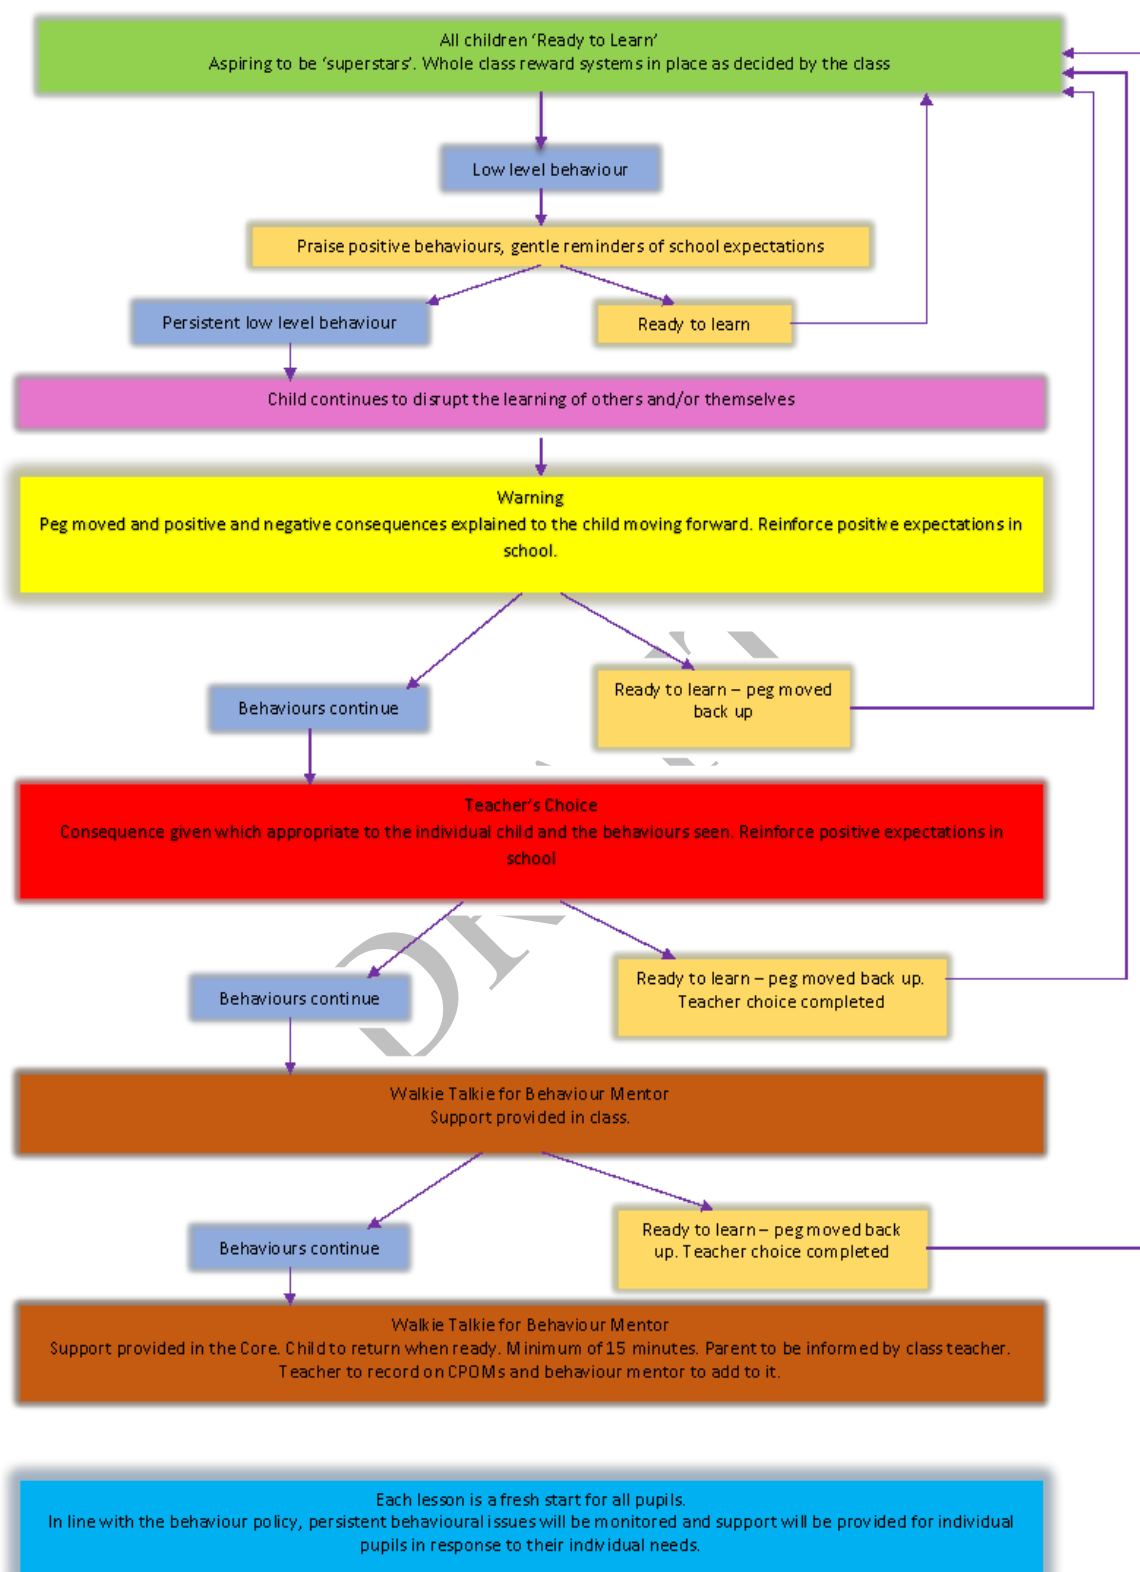 All children ‘Ready to Learn’
Aspiring to be ‘superstars’. Whole class reward systems in place as decided by the class
Low level behaviour
Praise positive behaviours, gentle reminders of school expectations
Persistent low level behaviour
Ready to learn
Child continues to disrupt the learning of others and/or themselves
Warning
Peg moved and positive and negative consequences explained to the child moving forward. Reinforce positive expectations in
school.
Behaviours continue
Ready to learn – peg moved
back up
Teacher’s Choice
Consequence given which appropriate to the individual child and the behaviours seen. Reinforce positive expectations in
school
Behaviours continue
Ready to learn – peg moved back up.
Teacher choice completed
Walkie Talkie for Behaviour Mentor
Support provided in class.
Behaviours continue
Ready to learn – peg moved back
up. Teacher choice completed
Walkie Talkie for Behaviour Mentor
Support provided in the Core. Child to return when ready. Minimum of 15 minutes. Parent to be informed by class teacher.
Teacher to record on CPOMs and behaviour mentor to add to it.
Each lesson is a fresh start for all pupils.
In line with the behaviour policy, persistent behavioural issues will be monitored and support will be provided for individual
pupils in response to their individual needs.